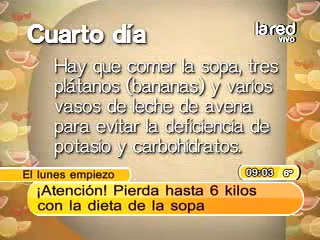 Cuarto día
la red
vivo
Hay que comer la sopa, tres
plátanos (bananas) y varios
vasos de leche de avena
para evitar la deficiencia de
potasio y carbohidratos.
El lunes empiezo
09:03 6º
¡Atención! Pierda hasta 6 kilos
con la dieta de la sopa